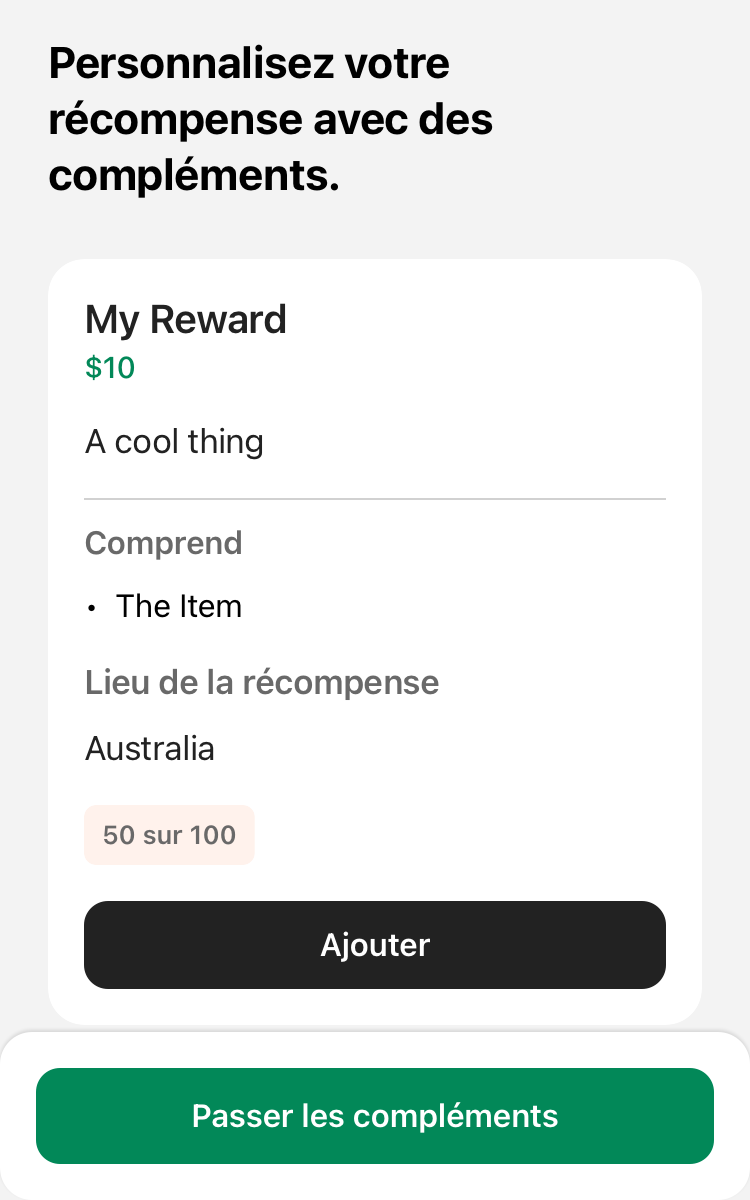 Personnalisez votre
récompense avec des
compléments.
My Reward
$10
A cool thing
Comprend
• The Item
Lieu de la récompense
Australia
50 sur 100
Ajouter
Passer les compléments